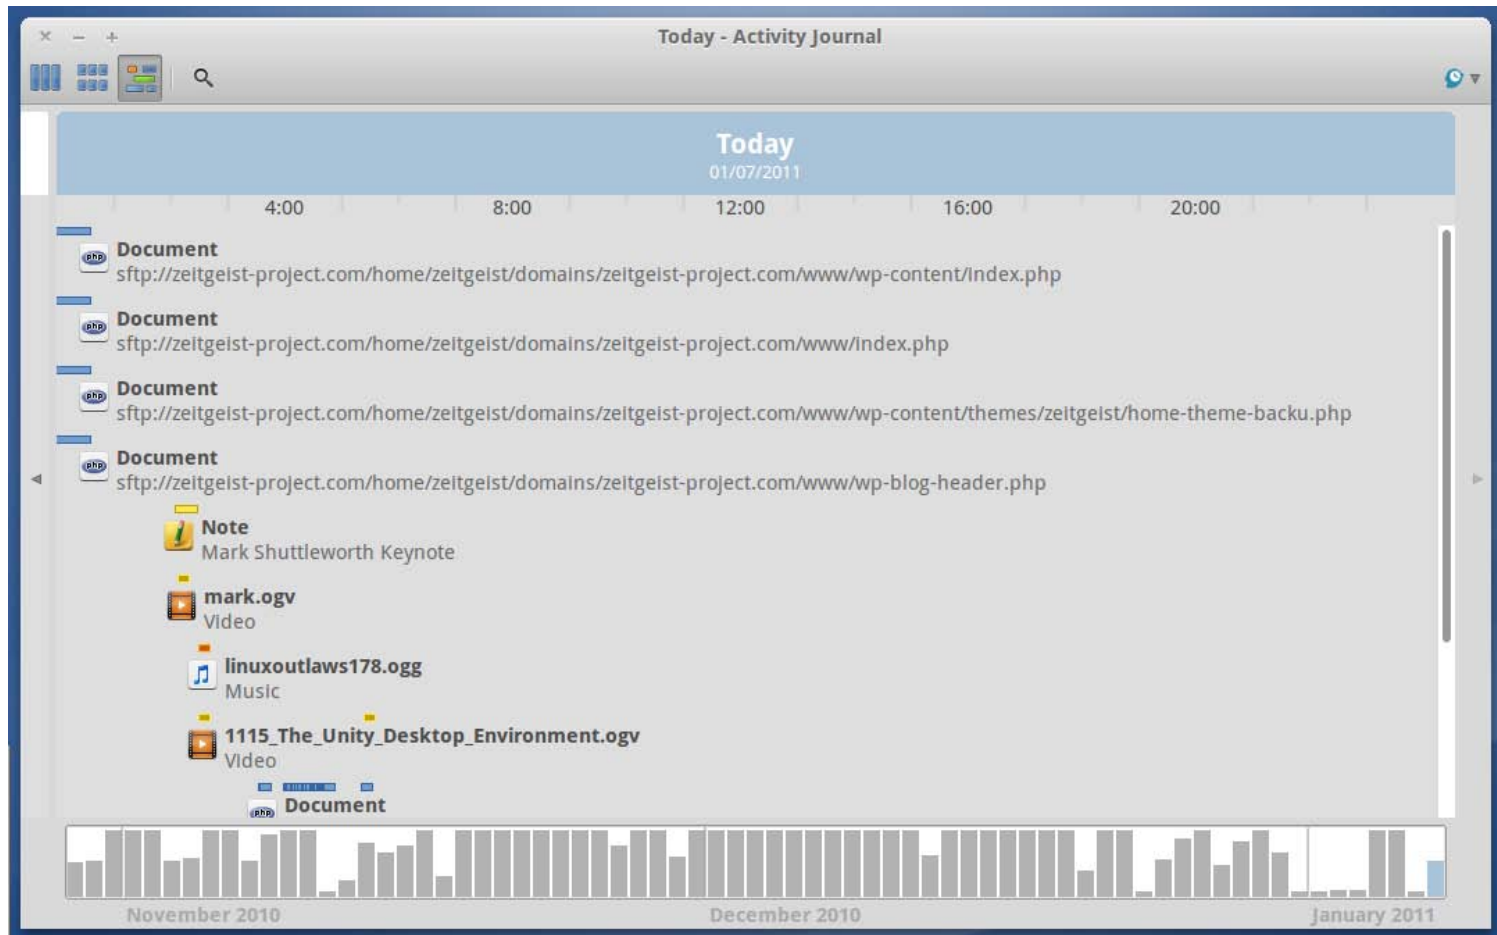 Today - Activity Journal
Today
01/07/2011
4:00 8:00 12:00 16:00 20:00
Document
sftp://zeitgeist-project.com/home/zeitgeist/domains/zeitgeist-project.com/www/wp-content/index.php
Document
sftp://zeitgeist-project.com/home/zeitgeist/domains/zeitgeist-project.com/www/index.php
Document
sftp://zeitgeist-project.com/home/zeitgeist/domains/zeitgeist-project.com/www/wp-content/themes/zeitgeist/home-theme-backu.php
Document
sftp://zeitgeist-project.com/home/zeitgeist/domains/zeitgeist-project.com/www/wp-blog-header.php
Note
Mark Shuttleworth Keynote
mark.ogv
Video
linuxoutlaws178.ogg
Music
1115_The_Unity_Desktop_Environment.ogv
Video
Document
November 2010 December 2010 January 2011